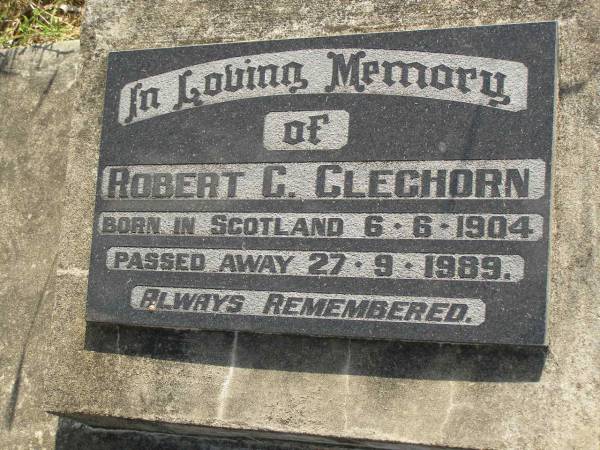 In Loving Memory
of
ROBERT G. CLEGHORN
BORN IN SCOTLAND 6·6·1904
PASSED AWAY 27·9·1989.
ALWAYS REMEMBERED.